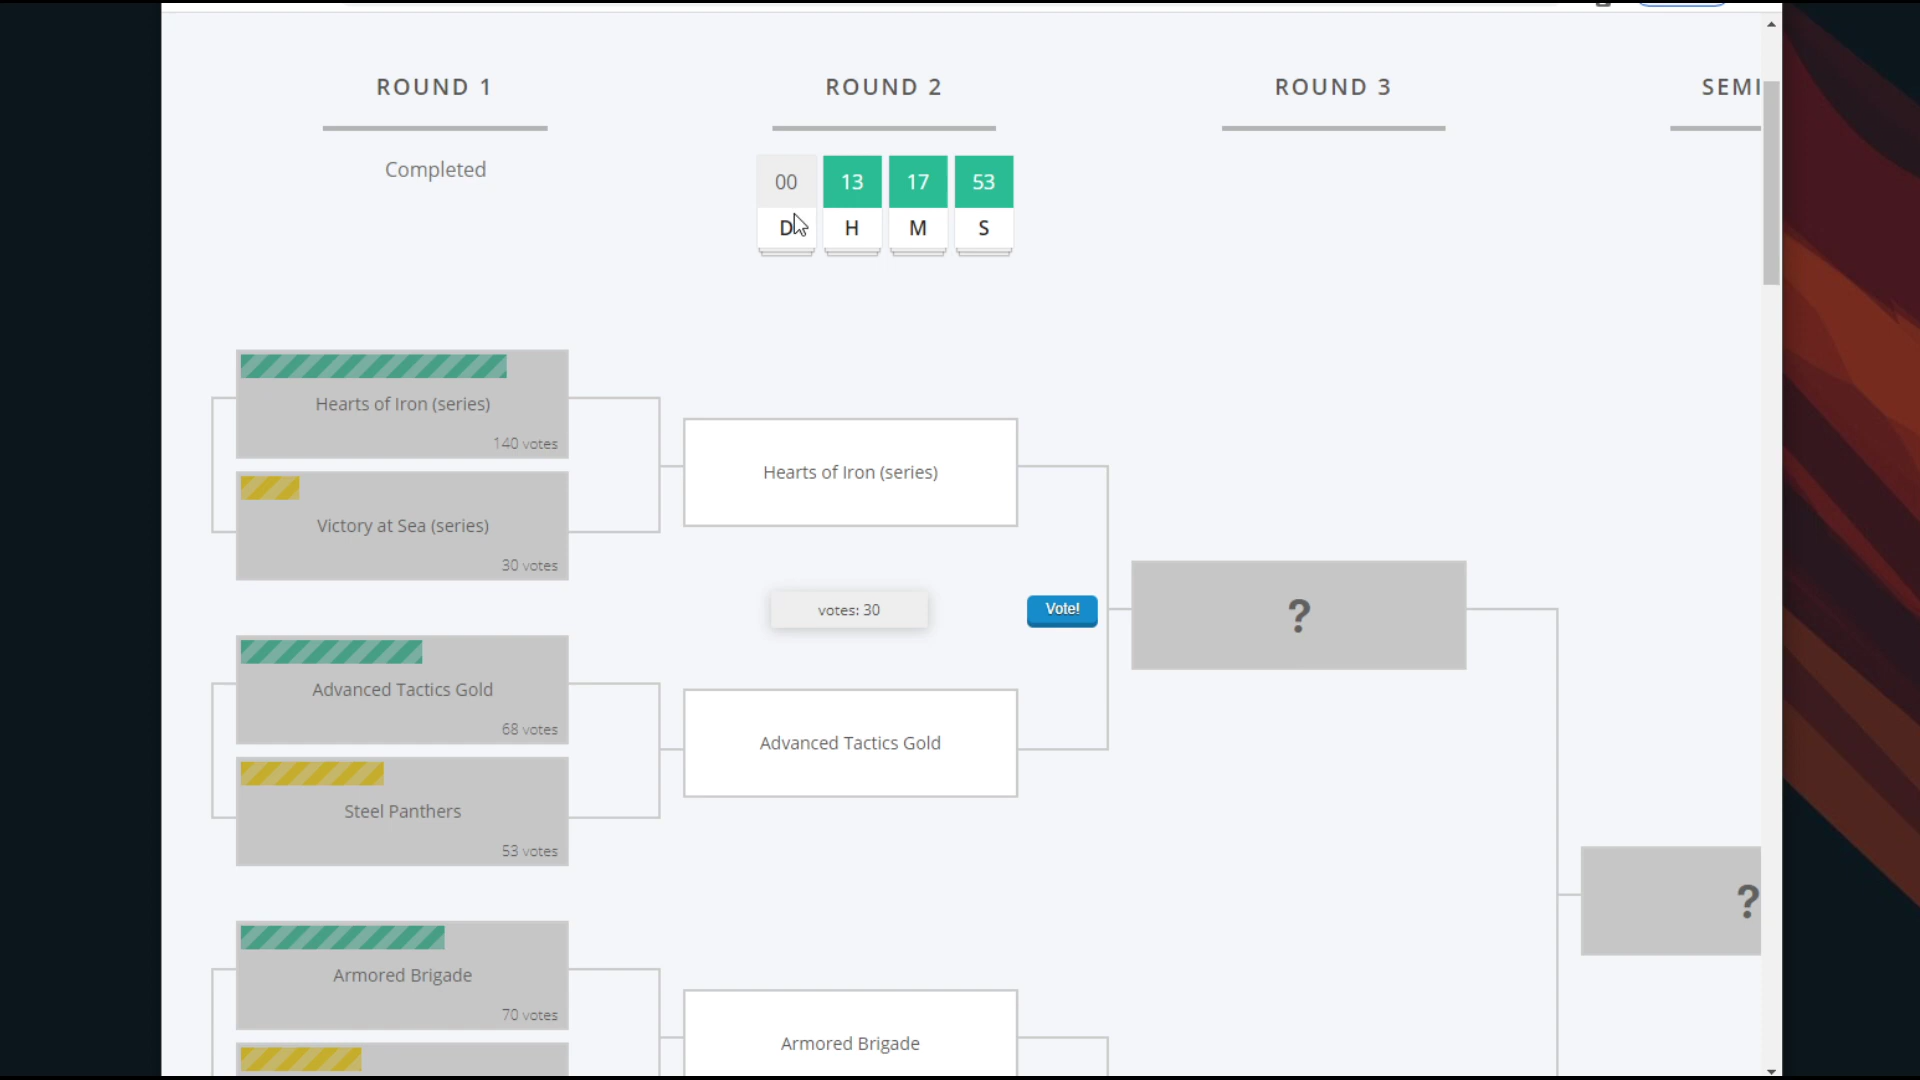 ROUND 1
ROUND 2
ROUND 3
SEMI
Completed
00 13 17 53
D H M S
Hearts of Iron (series)
140 votes
Victory at Sea (series)
30 votes
Hearts of Iron (series)
votes: 30
Vote!
?
Advanced Tactics Gold
68 votes
Steel Panthers
53 votes
Advanced Tactics Gold
?
Armored Brigade
70 votes
Armored Brigade